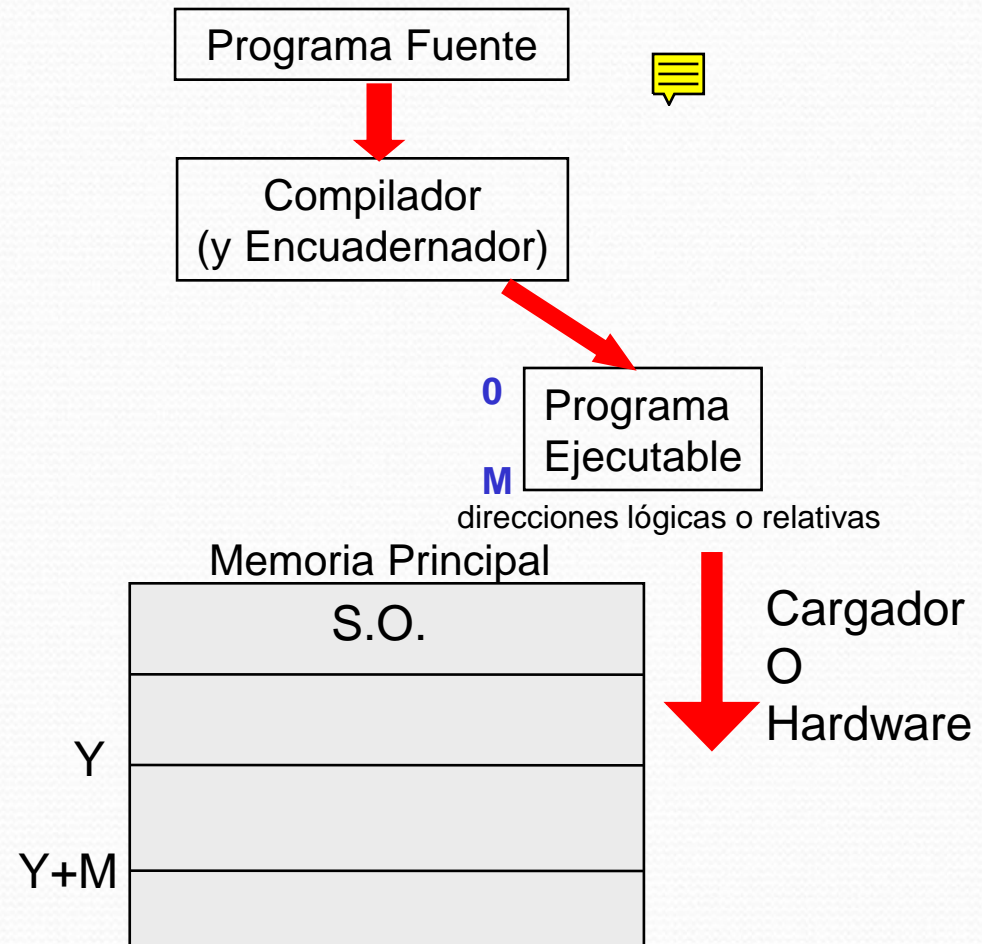 Programa Fuente
Compilador
(y Encuadernador)
0
Programa
Ejecutable
M
direcciones lógicas o relativas
Memoria Principal
S.O.
Cargador
O
Hardware
Y
Y+M